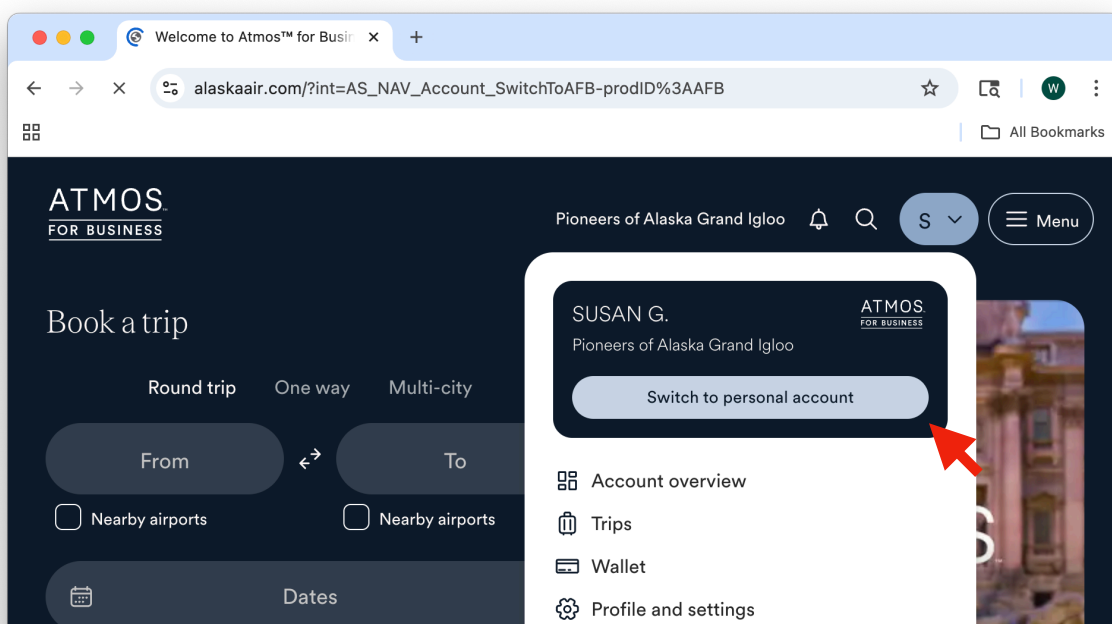 Welcome to Atmos™ for Busin
alaskaair.com/?int=AS_NAV_Account_SwitchToAFB-prodID%3AAFB
W
All Bookmarks
ATMOS™
FOR BUSINESS
Pioneers of Alaska Grand Igloo
S
Menu
Book a trip
SUSAN G.
ATMOS
FOR BUSINESS
Pioneers of Alaska Grand Igloo
Switch to personal account
Round trip One way Multi-city
From
To
Nearby airports
Nearby airports
Dates
Account overview
Trips
Wallet
Profile and settings